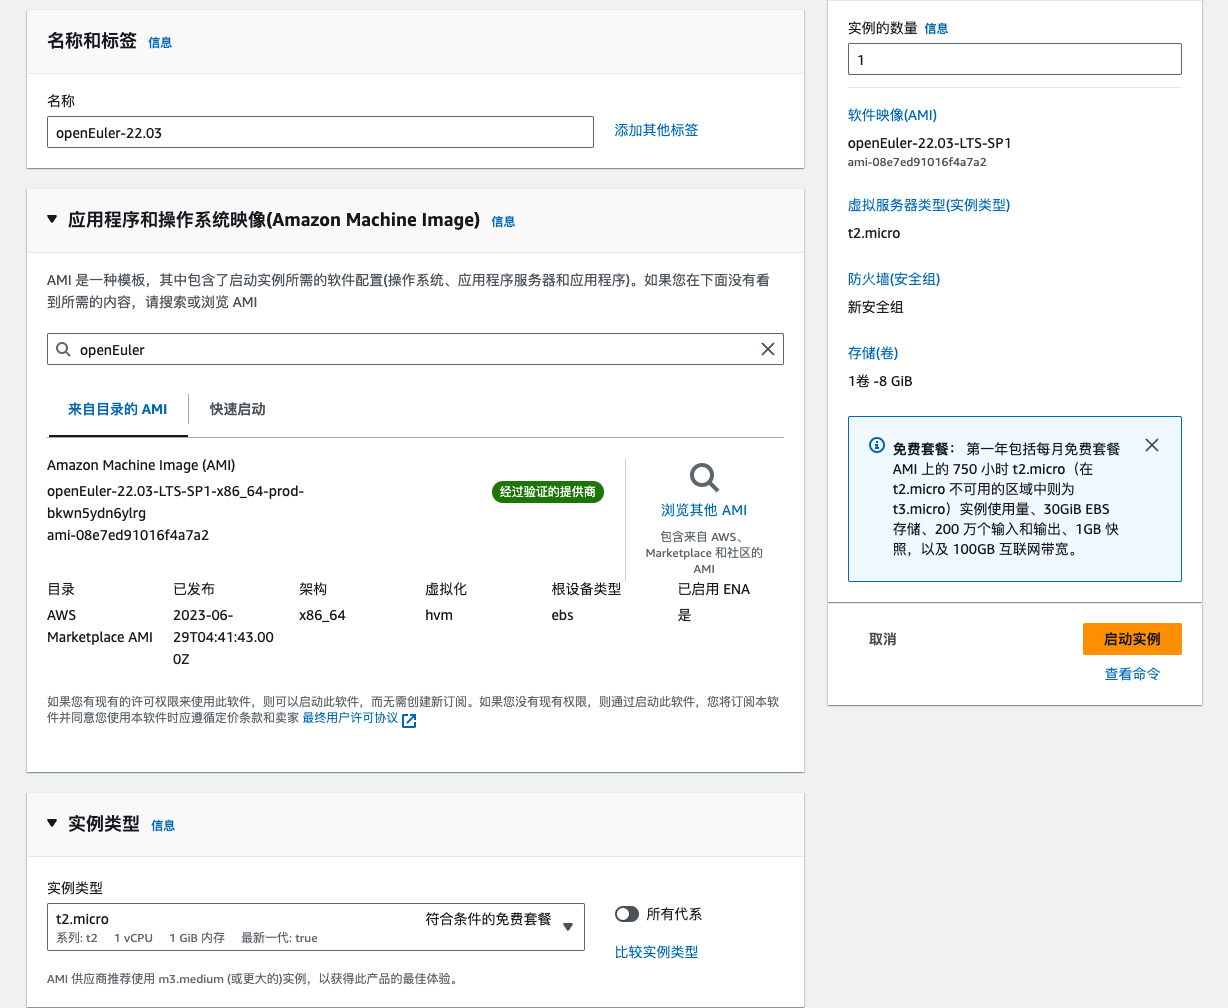 名称和标签 信息
名称
openEuler-22.03
添加其他标签
应用程序和操作系统映像(Amazon Machine Image) 信息
AMI 是一种模板，其中包含了启动实例所需的软件配置(操作系统、应用程序服务器和应用程序)。如果您在下面没有看
到所需的内容，请搜索或浏览 AMI
openEuler
来自目录的 AMI
快速启动
Amazon Machine Image (AMI)
openEuler-22.03-LTS-SP1-x86_64-prod-
bkwn5ydn6ylrg
ami-08e7ed91016f4a7a2
经过验证的提供商
浏览其他 AMI
包含来自 AWS、
Marketplace 和社区的
AMI
目录 已发布 架构 虚拟化 根设备类型 已启用 ENA
AWS 2023-06- x86_64 hvm ebs 是
Marketplace AMI 29T04:41:43.00
0Z
如果您有现有的许可权限来使用此软件，则可以启动此软件，而无需创建新订阅。如果您没有现有权限，则通过启动此软件，您将订阅本软
件并同意您使用本软件时应遵循定价条款和卖家 最终用户许可协议
实例类型 信息
实例类型
t2.micro 符合条件的免费套餐
系列: t2 1 vCPU 1 GiB 内存 最新一代: true
所有代系
比较实例类型
AMI 供应商推荐使用 m3.medium (或更大的)实例，以获得此产品的最佳体验。
实例的数量 信息
1
软件映像(AMI)
openEuler-22.03-LTS-SP1
ami-08e7ed91016f4a7a2
虚拟服务器类型(实例类型)
t2.micro
防火墙(安全组)
新安全组
存储(卷)
1卷 -8 GiB
免费套餐： 第一年包括每月免费套餐
AMI 上的 750 小时 t2.micro（在
t2.micro 不可用的区域中则为
t3.micro）实例使用量、30GiB EBS
存储、200 万个输入和输出、1GB 快
照，以及 100GB 互联网带宽。
取消
启动实例
查看命令